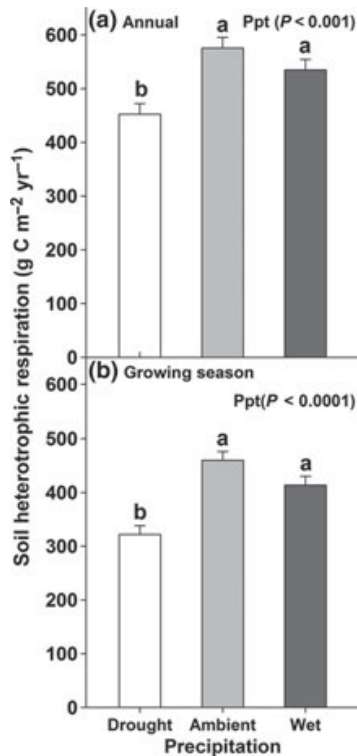 (a) Annual Ppt (P < 0.001)
600
500
400
300
200
100
0
b
a
a
(b) Growing season
Ppt(P < 0.0001)
600
500
400
300
200
100
0
b
a
a
Drought Ambient Wet
Precipitation
Soil heterotrophic respiration (g C m⁻² yr⁻¹)